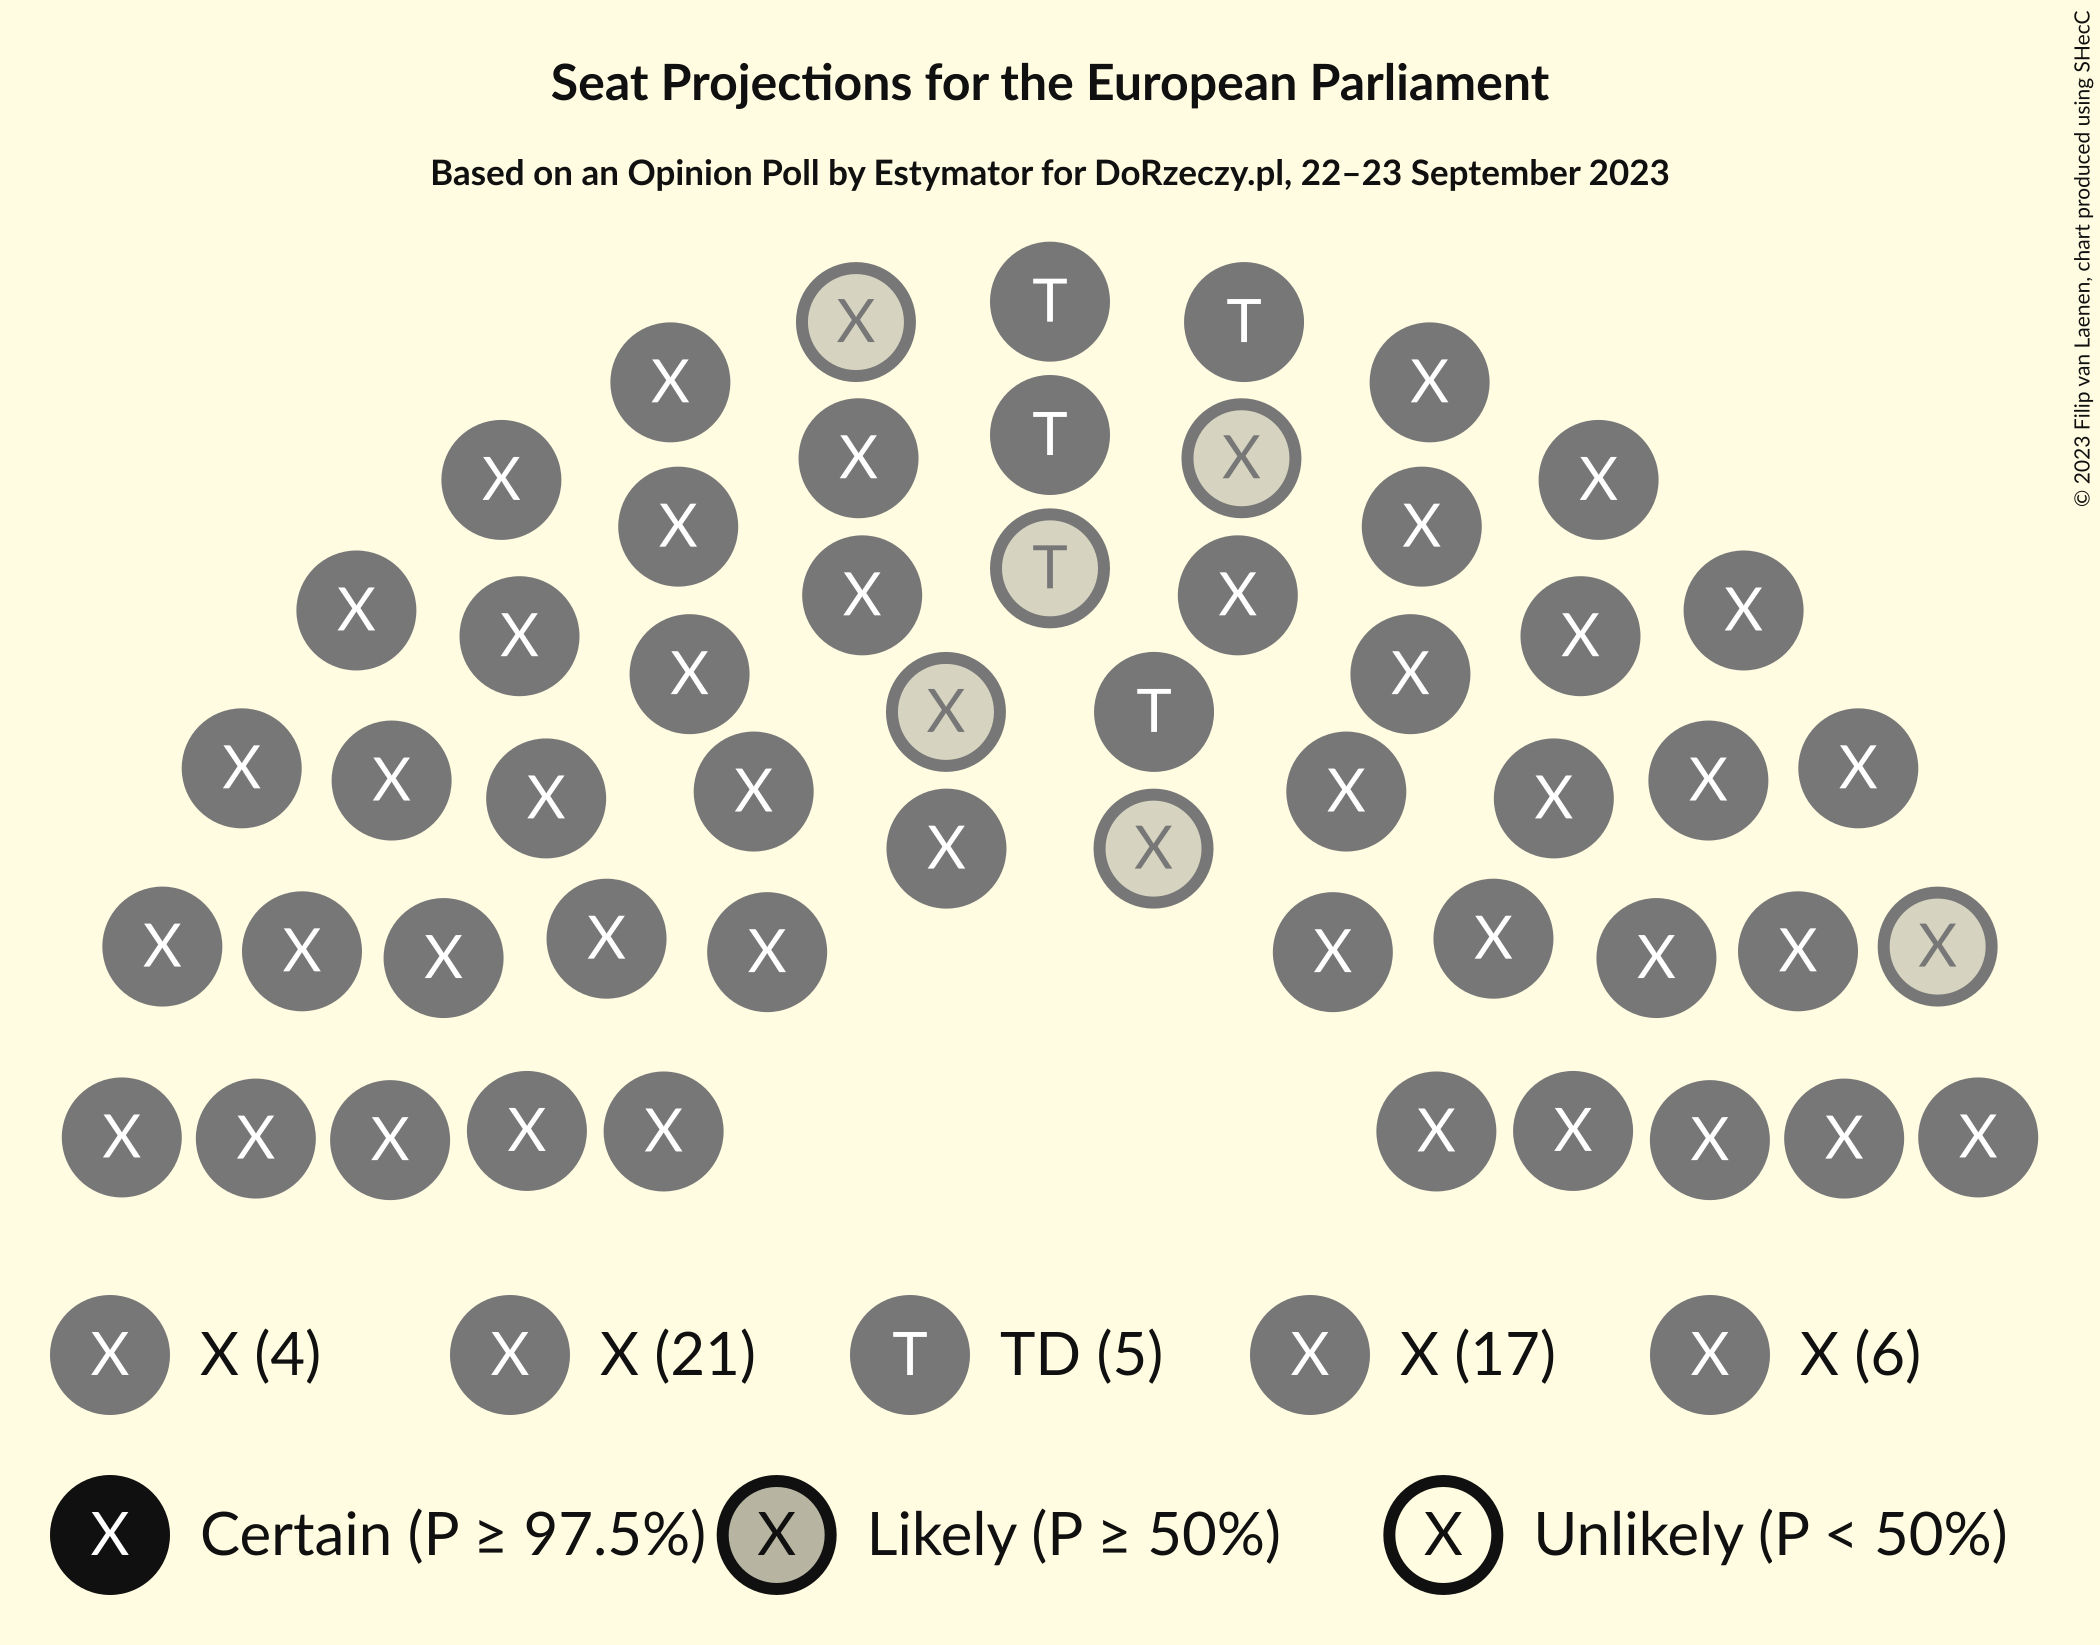 Seat Projections for the European Parliament
Based on an Opinion Poll by Estymator for DoRzeczy.pl, 22–23 September 2023
© 2023 Filip van Laenen, chart produced using SHecC
X T T
X X
X T X
X X X X
X X T X X
X X X X
X X
X T
X X X X X X X X
X X
X X X X X X X X X X
X X X X X X X X X X
X X (4) X X (21) T TD (5) X X (17) X X (6)
X Certain (P ≥ 97.5%) X Likely (P ≥ 50%) X Unlikely (P < 50%)